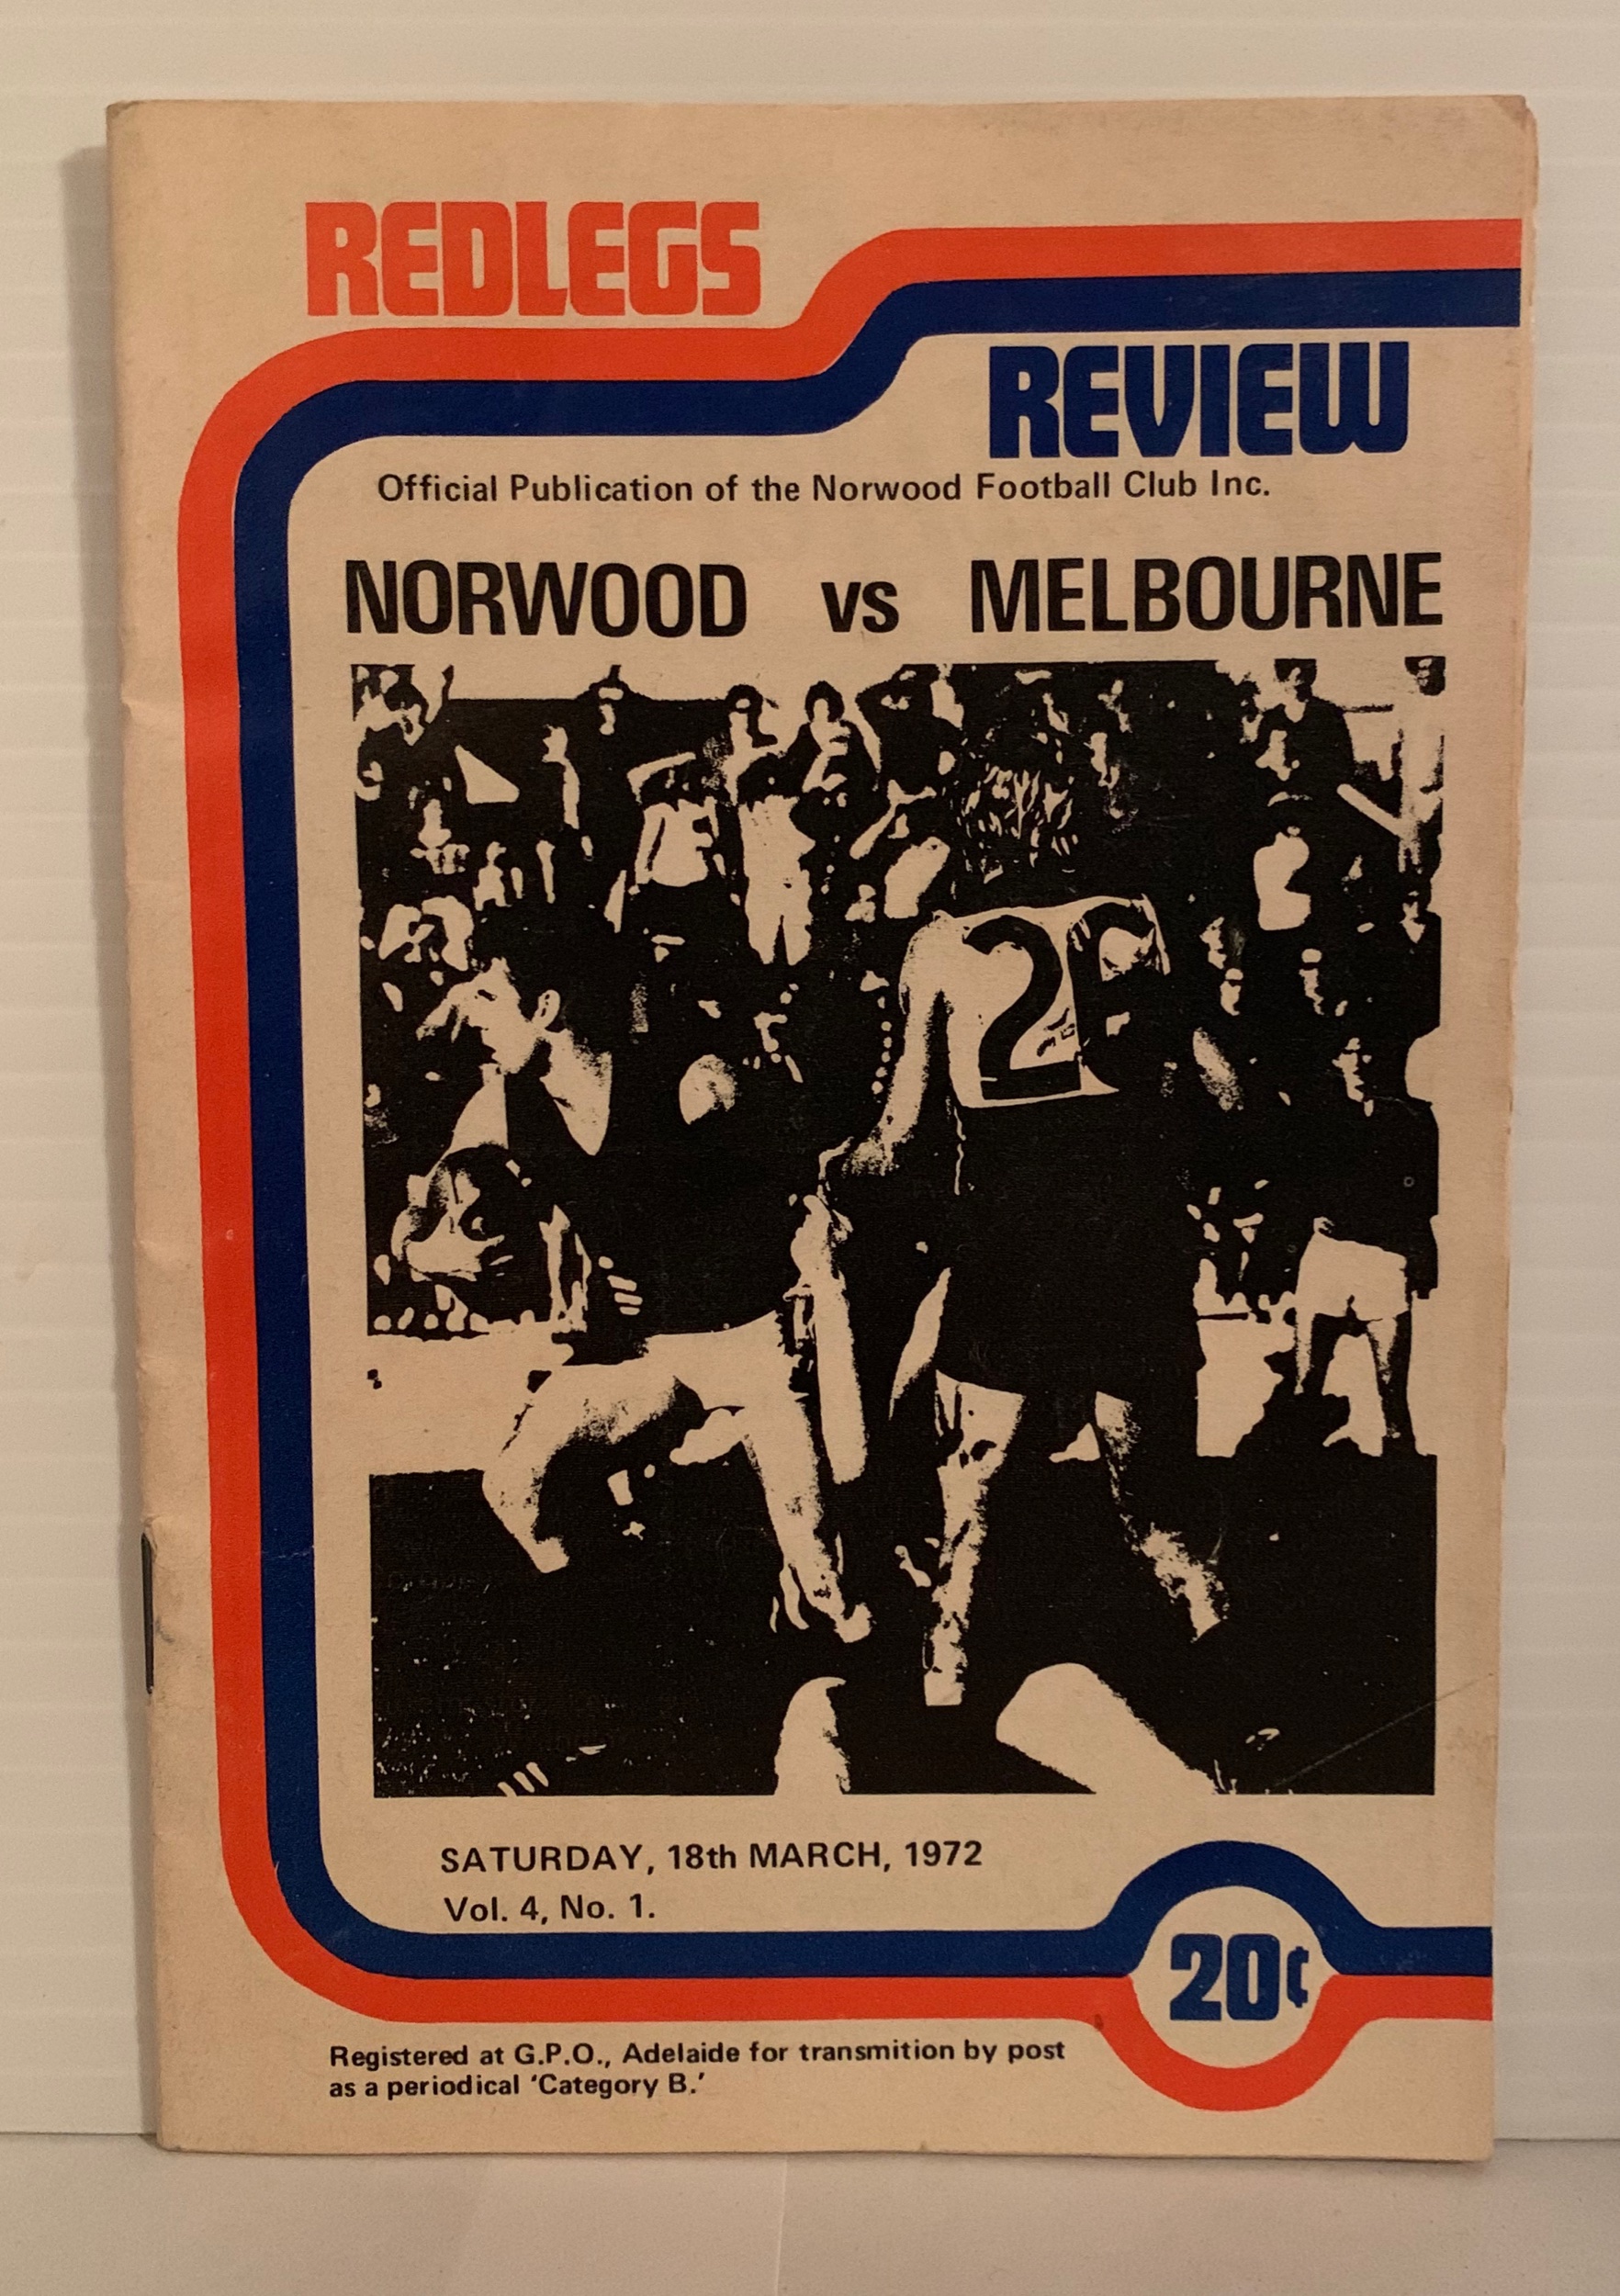 REDLEGS
REVIEW
Official Publication of the Norwood Football Club Inc.
NORWOOD vs MELBOURNE
26
SATURDAY, 18th MARCH, 1972
Vol. 4, No. 1.
20¢
Registered at G.P.O., Adelaide for transmition by post
as a periodical 'Category B.'